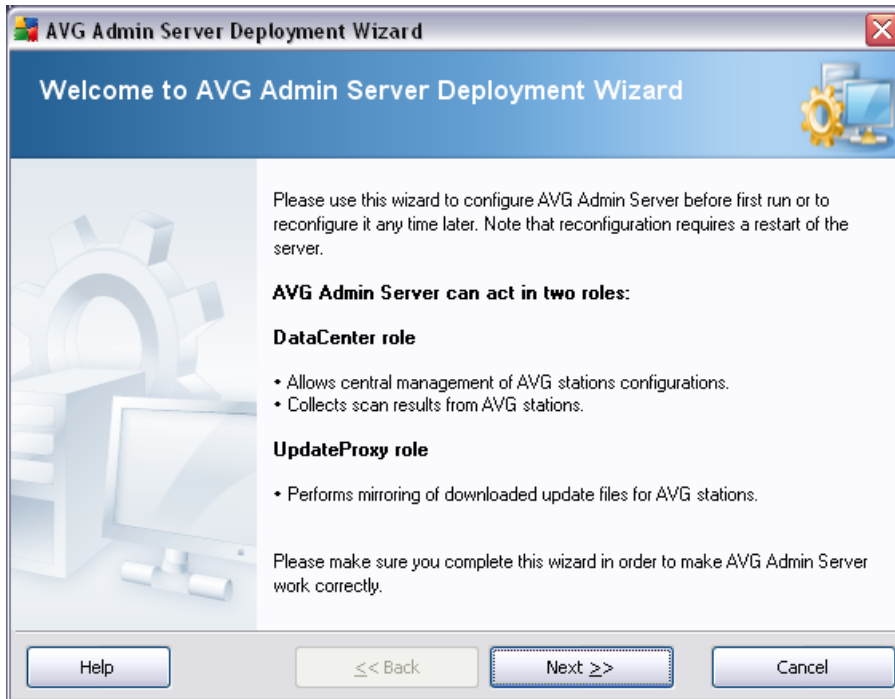 AVG Admin Server Deployment Wizard
Welcome to AVG Admin Server Deployment Wizard
Please use this wizard to configure AVG Admin Server before first run or to
reconfigure it any time later. Note that reconfiguration requires a restart of the
server.
AVG Admin Server can act in two roles:
DataCenter role
• Allows central management of AVG stations configurations.
• Collects scan results from AVG stations.
UpdateProxy role
• Performs mirroring of downloaded update files for AVG stations.
Please make sure you complete this wizard in order to make AVG Admin Server
work correctly.
Help
<< Back
Next >>
Cancel